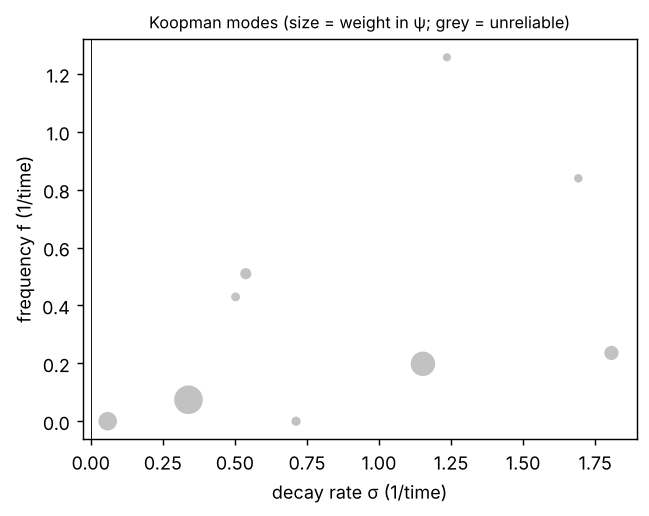 Koopman modes (size = weight in ψ; grey = unreliable)
frequency f (1/time)
1.2
1.0
0.8
0.6
0.4
0.2
0.0
0.00 0.25 0.50 0.75 1.00 1.25 1.50 1.75
decay rate σ (1/time)